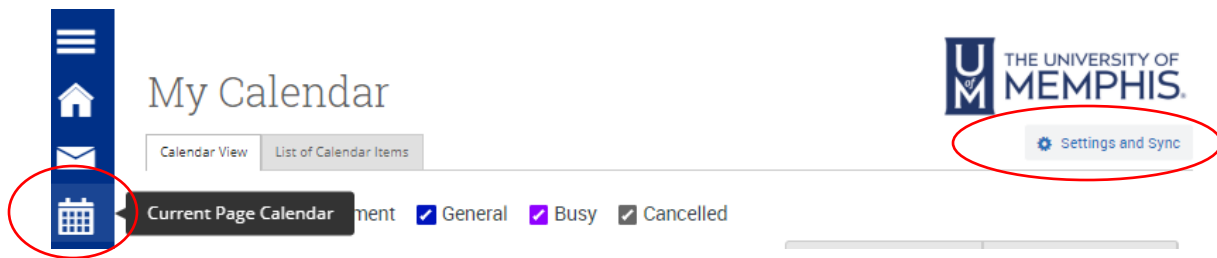 THE UNIVERSITY OF
MEMPHIS.
U
of
M
My Calendar
Settings and Sync
Calendar View
List of Calendar Items
Current Page Calendar
ment
General
Busy
Cancelled